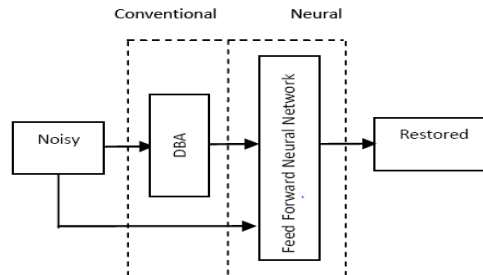 Conventional
Neural
Noisy
DBA
Feed Forward Neural Network
Restored